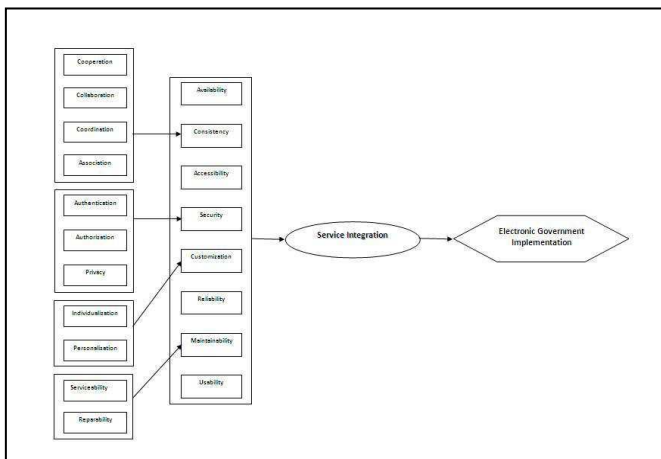 Cooperation
Collaboration
Coordination
Association
Authentication
Authorization
Privacy
Individualization
Personalization
Serviceability
Reparability
Availability
Consistency
Accessibility
Security
Customization
Reliability
Maintainability
Usability
Service Integration
Electronic Government
Implementation